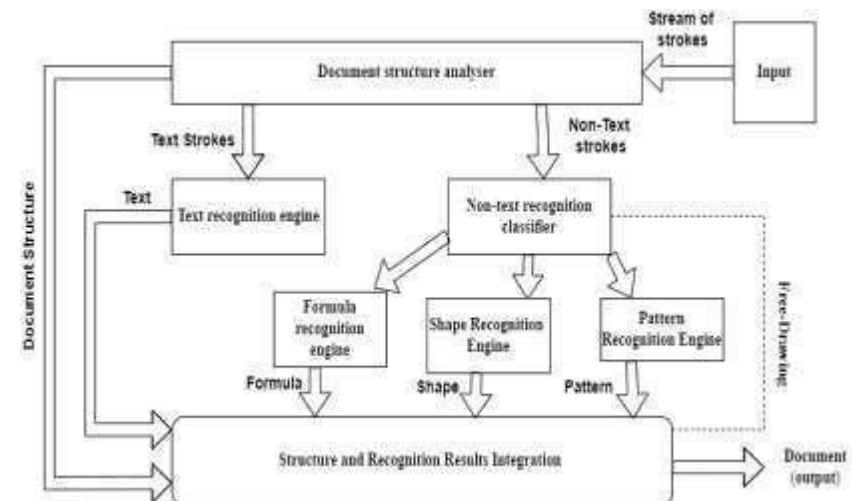 Stream of
strokes
Document structure analyser
Input
Text Strokes
Non-Text
strokes
Document Structure
Text
Text recognition engine
Non-text recognition
classifier
Free-Drawing
Formula
recognition
engine
Shape Recognition
Engine
Pattern
Recognition Engine
Formula
Shape
Pattern
Structure and Recognition Results Integration
Document
(output)